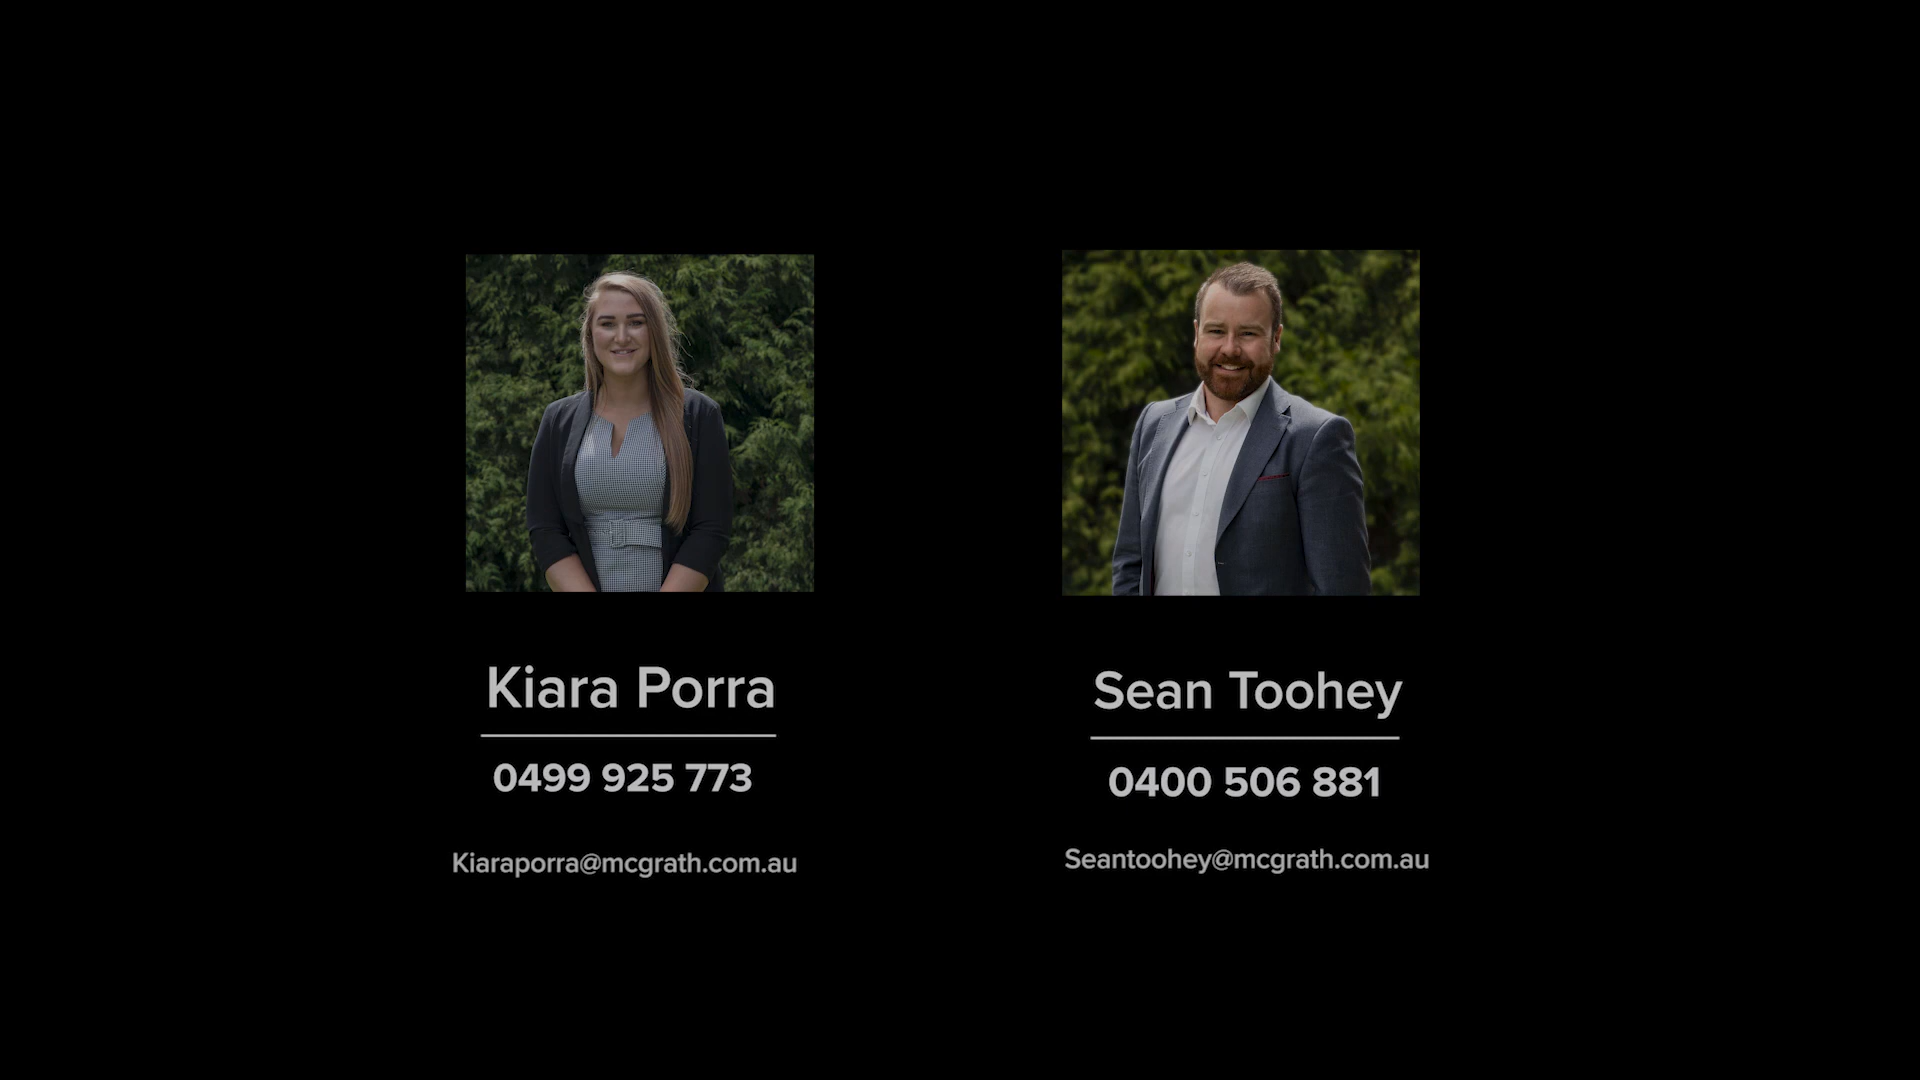 Kiara Porra
0499 925 773
Kiaraporra@mcgrath.com.au
Sean Toohey
0400 506 881
Seantoohey@mcgrath.com.au